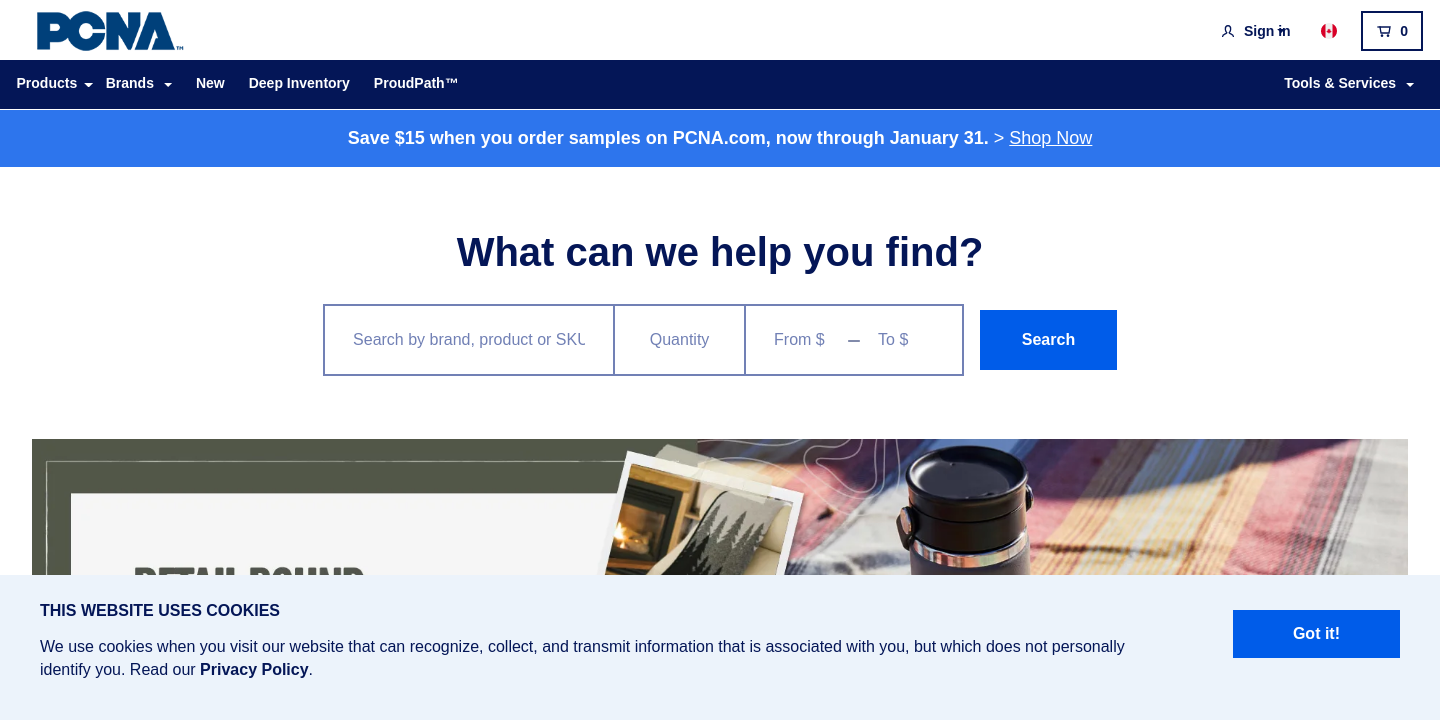 PCNA™
Sign in
0
Products
Brands
New
Deep Inventory
ProudPath™
Tools & Services
Save $15 when you order samples on PCNA.com, now through January 31. > Shop Now
What can we help you find?
Search by brand, product or SKU
Quantity
From $
To $
Search
THIS WEBSITE USES COOKIES
We use cookies when you visit our website that can recognize, collect, and transmit information that is associated with you, but which does not personally
identify you. Read our Privacy Policy.
Got it!